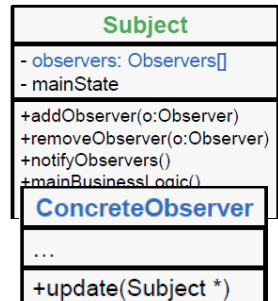 Subject
- observers: Observers[]
- mainState
+addObserver(o:Observer)
+removeObserver(o:Observer)
+notifyObservers()
+mainBusinessLogic()
ConcreteObserver
...
+update(Subject *)